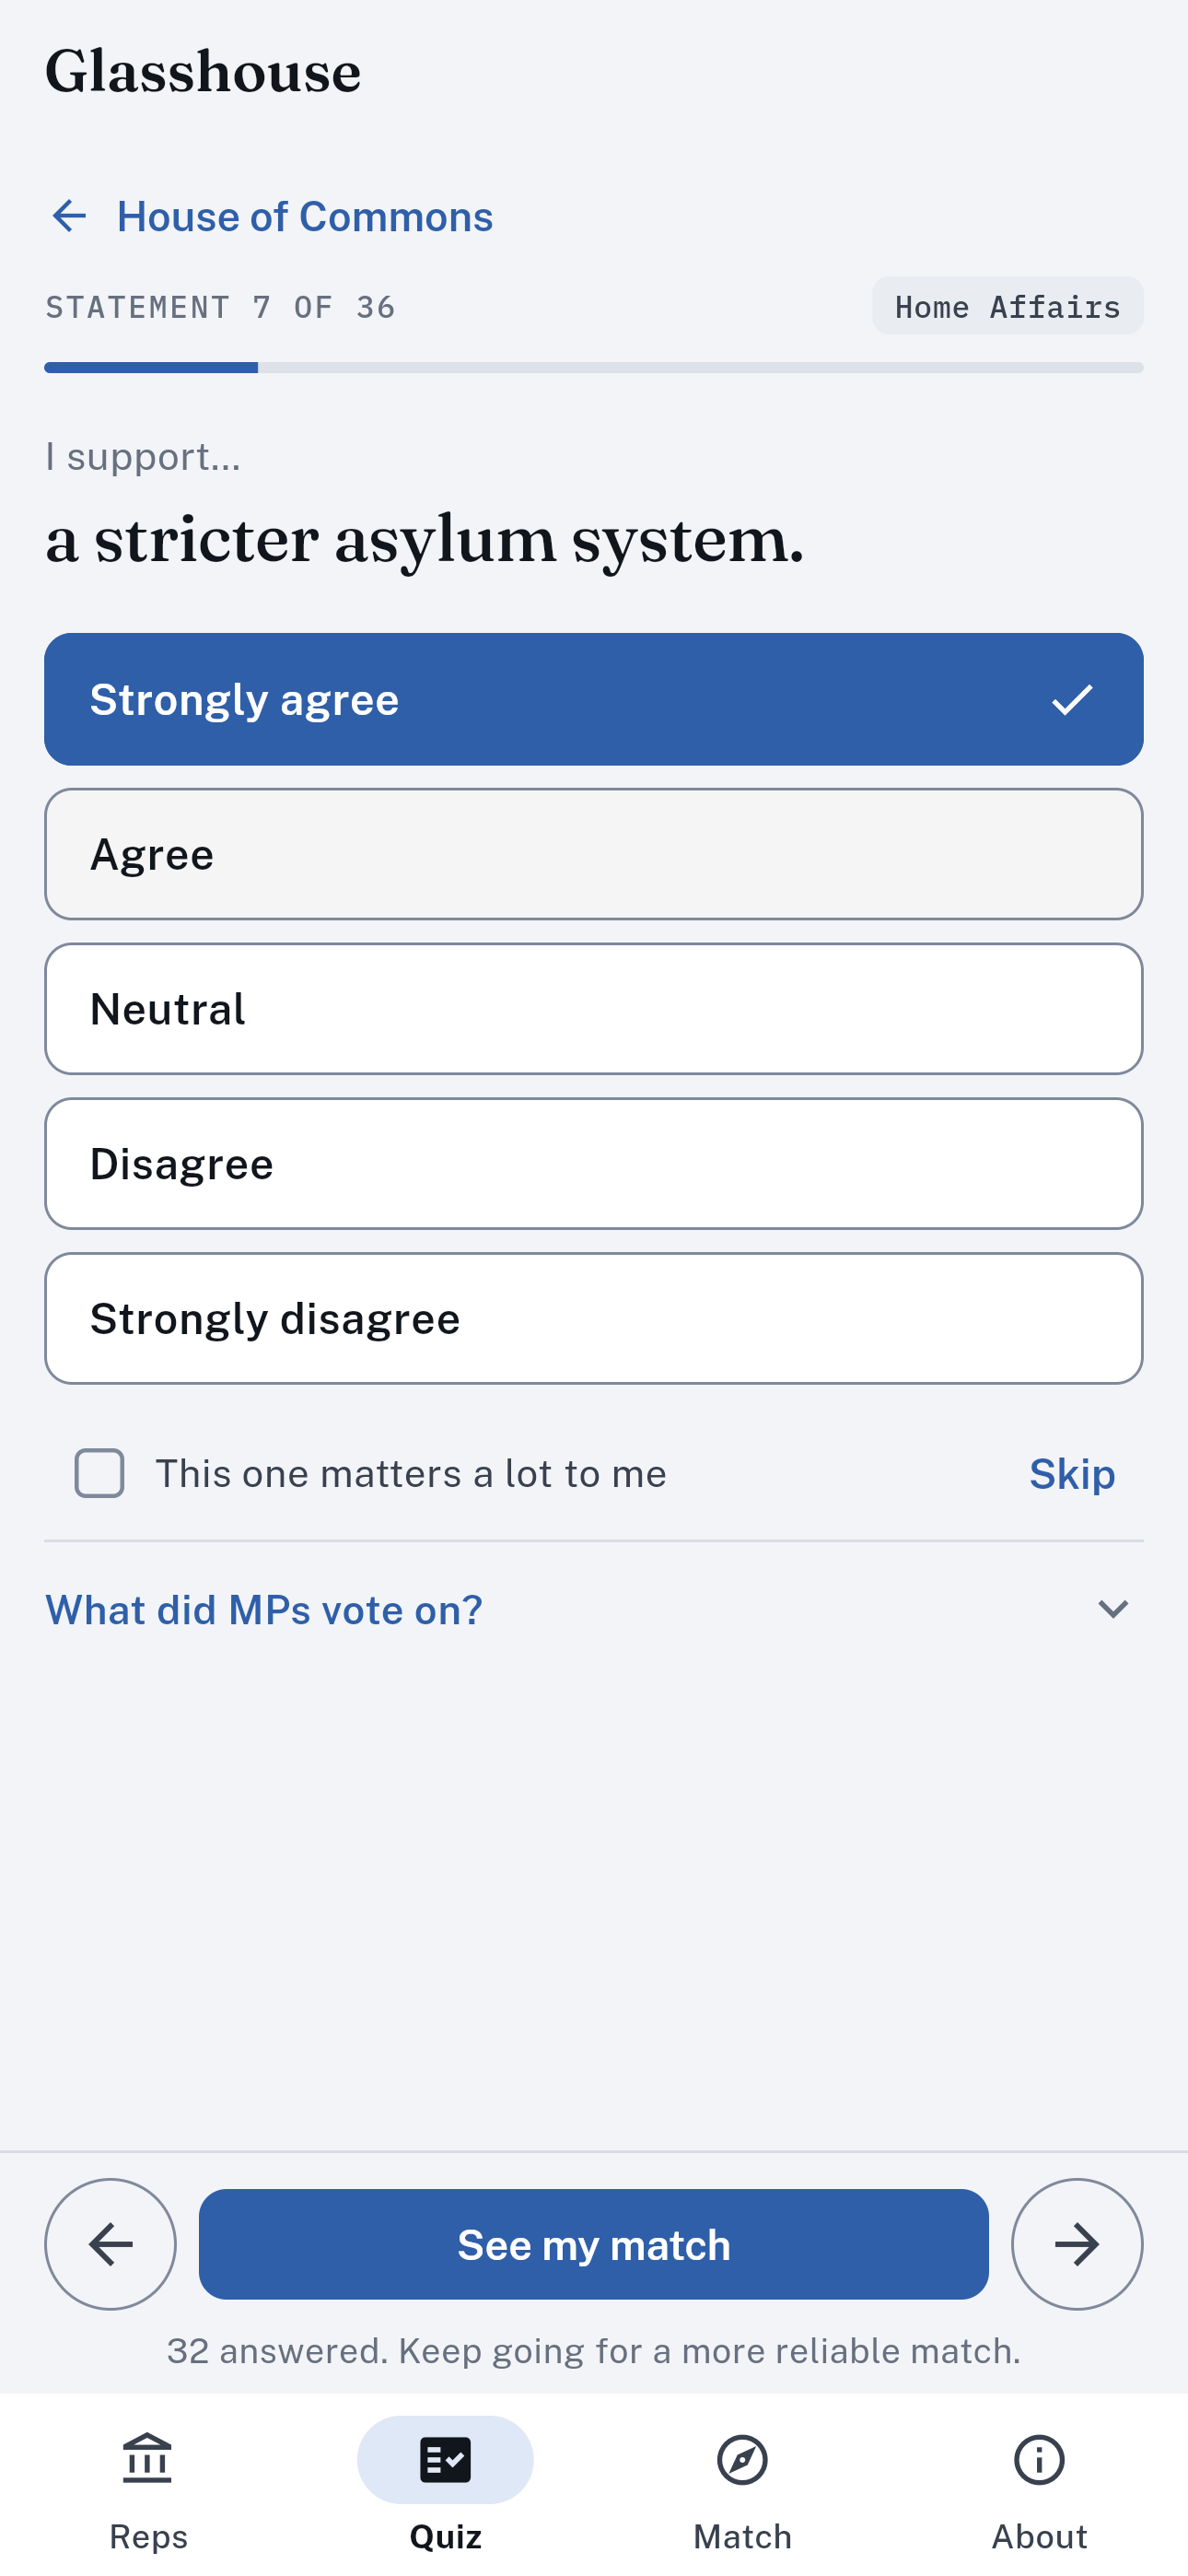 Glasshouse
House of Commons
STATEMENT 7 OF 36
Home Affairs
I support...
a stricter asylum system.
Strongly agree
Agree
Neutral
Disagree
Strongly disagree
This one matters a lot to me
Skip
What did MPs vote on?
See my match
32 answered. Keep going for a more reliable match.
Reps
Quiz
Match
About